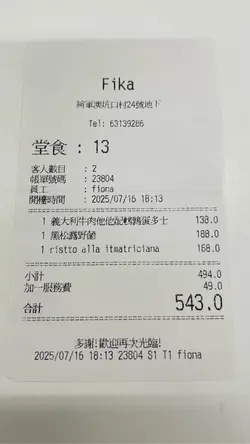 Fika
將軍澳坑口村24號地下
Tel: 63139286
堂食 : 13
客人數目 : 2
帳單號碼 : 23804
員工 : fiona
開檯時間 : 2025/07/16 18:13
1 義大利牛肉他他配鵪鶉蛋多士 138.0
1 黑松露野菌 188.0
1 ristto alla itmatriciana 168.0
小計 494.0
加一服務費 49.0
合計 543.0
多謝!歡迎再次光臨!
2025/07/16 18:13 23804 S1 T1 fiona